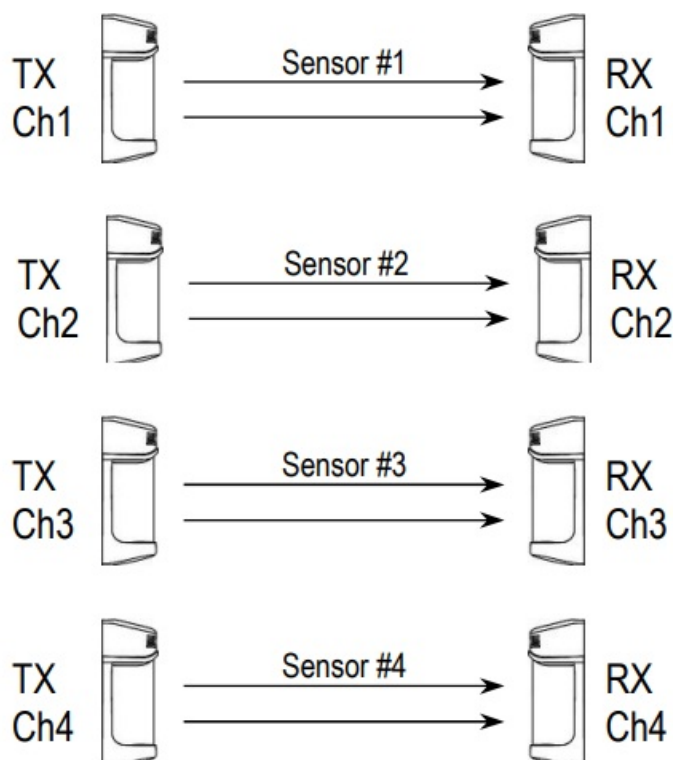 TX
Ch1
Sensor #1
RX
Ch1
TX
Ch2
Sensor #2
RX
Ch2
TX
Ch3
Sensor #3
RX
Ch3
TX
Ch4
Sensor #4
RX
Ch4